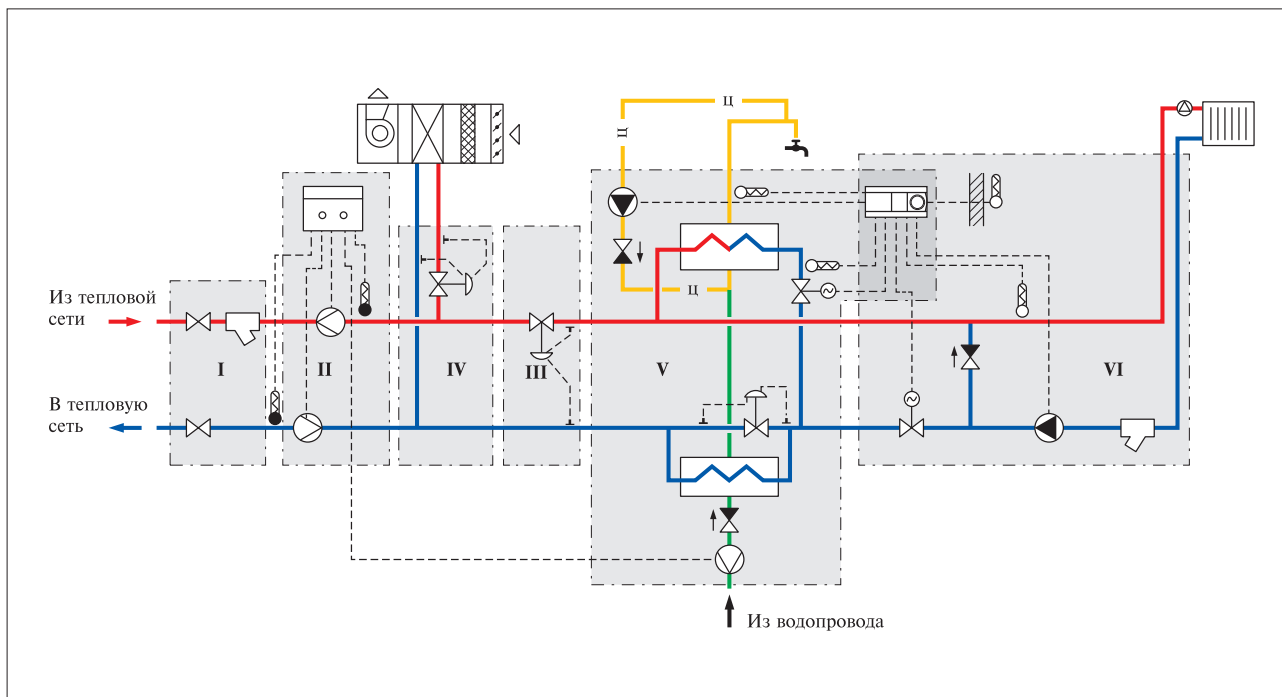 Ц
Ц
Из тепловой
сети
I
II
IV
III
V
VI
Ц
В тепловую
сеть
Из водопровода